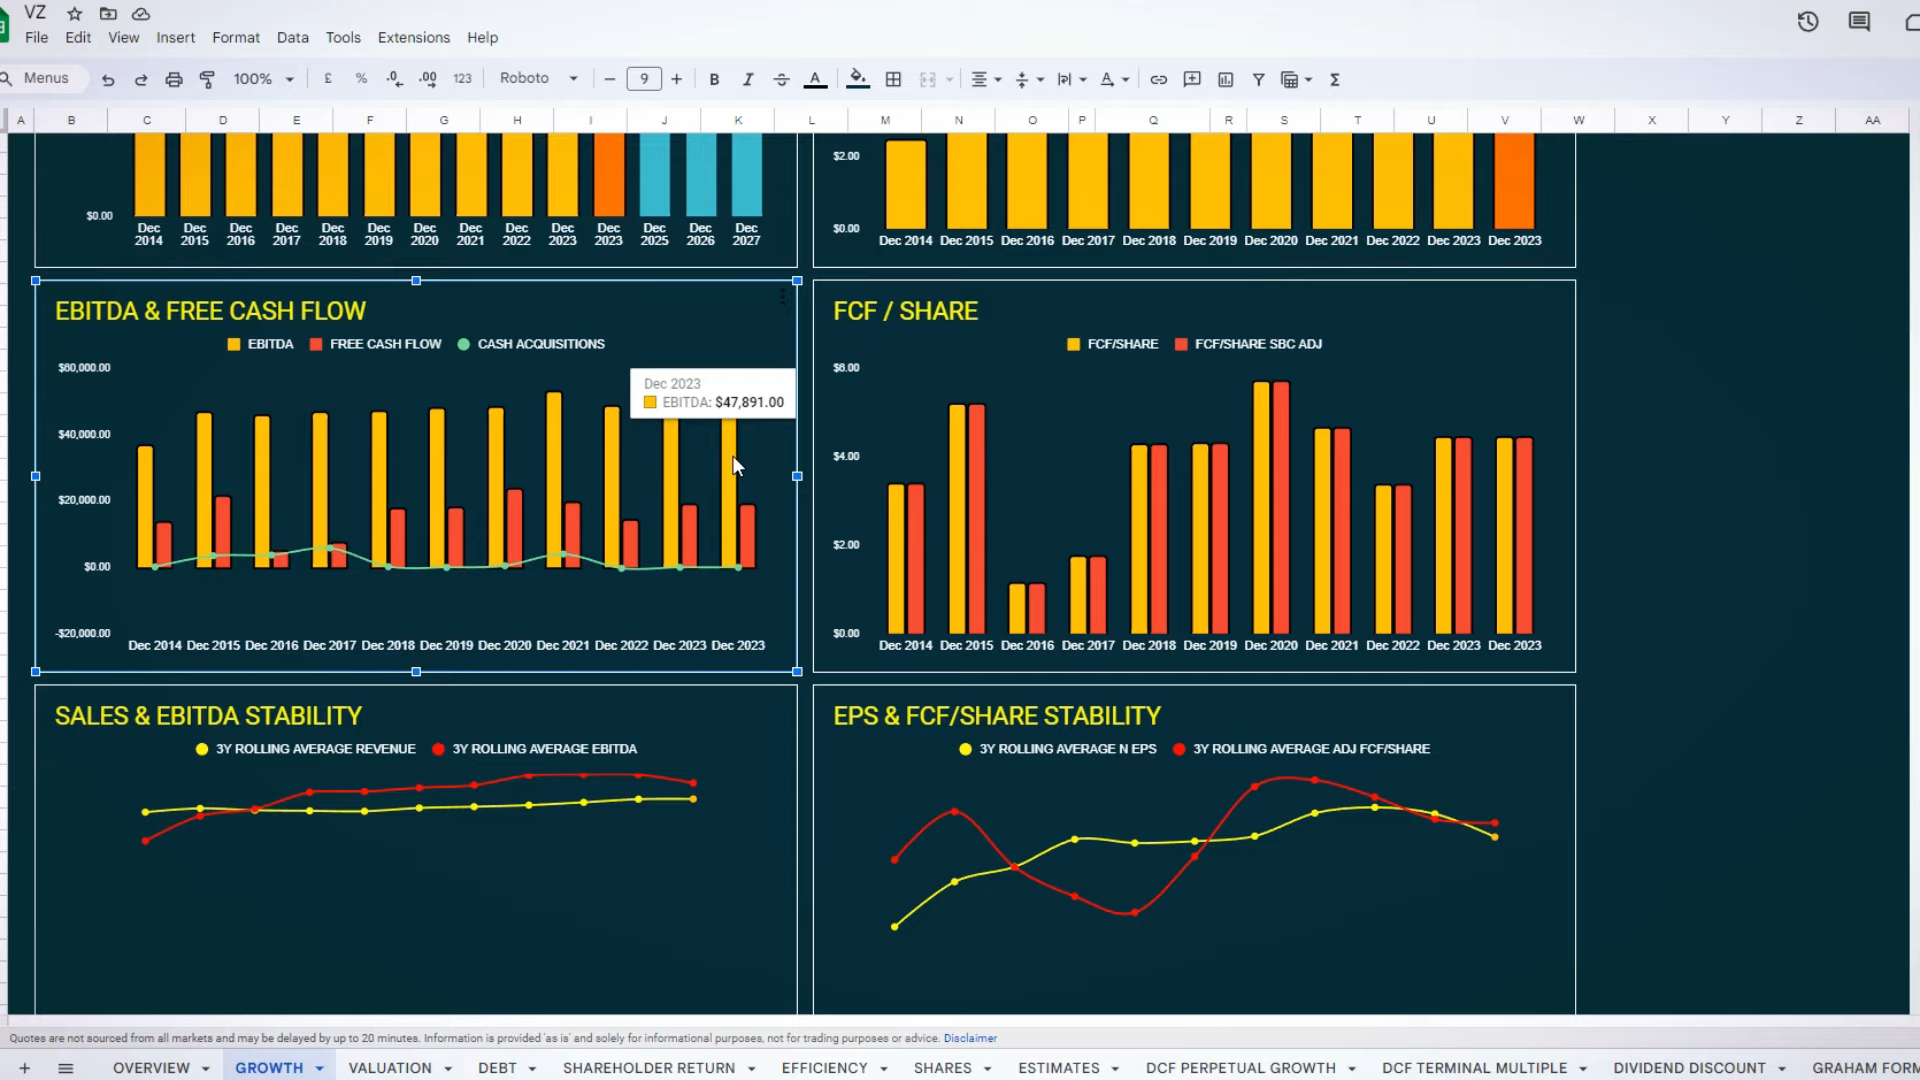 VZ
File Edit View Insert Format Data Tools Extensions Help
Menus 100% £ % .0 .00 123 Roboto 9 B I A Σ
A B C D E F G H I J K L M N O P Q R S T U V W X Y Z AA
$0.00
Dec 2014 Dec 2015 Dec 2016 Dec 2017 Dec 2018 Dec 2019 Dec 2020 Dec 2021 Dec 2022 Dec 2023 Dec 2023 Dec 2025 Dec 2026 Dec 2027
$2.00
$0.00
Dec 2014 Dec 2015 Dec 2016 Dec 2017 Dec 2018 Dec 2019 Dec 2020 Dec 2021 Dec 2022 Dec 2023 Dec 2023
EBITDA & FREE CASH FLOW
EBITDA FREE CASH FLOW CASH ACQUISITIONS
$60,000.00
$40,000.00
$20,000.00
$0.00
-$20,000.00
Dec 2023
EBITDA: $47,891.00
Dec 2014 Dec 2015 Dec 2016 Dec 2017 Dec 2018 Dec 2019 Dec 2020 Dec 2021 Dec 2022 Dec 2023 Dec 2023
FCF / SHARE
FCF/SHARE FCF/SHARE SBC ADJ
$6.00
$4.00
$2.00
$0.00
Dec 2014 Dec 2015 Dec 2016 Dec 2017 Dec 2018 Dec 2019 Dec 2020 Dec 2021 Dec 2022 Dec 2023 Dec 2023
SALES & EBITDA STABILITY
3Y ROLLING AVERAGE REVENUE 3Y ROLLING AVERAGE EBITDA
EPS & FCF/SHARE STABILITY
3Y ROLLING AVERAGE N EPS 3Y ROLLING AVERAGE ADJ FCF/SHARE
Quotes are not sourced from all markets and may be delayed by up to 20 minutes. Information is provided 'as is' and solely for informational purposes, not for trading purposes or advice. Disclaimer
OVERVIEW GROWTH VALUATION DEBT SHAREHOLDER RETURN EFFICIENCY SHARES ESTIMATES DCF PERPETUAL GROWTH DCF TERMINAL MULTIPLE DIVIDEND DISCOUNT GRAHAM FORM